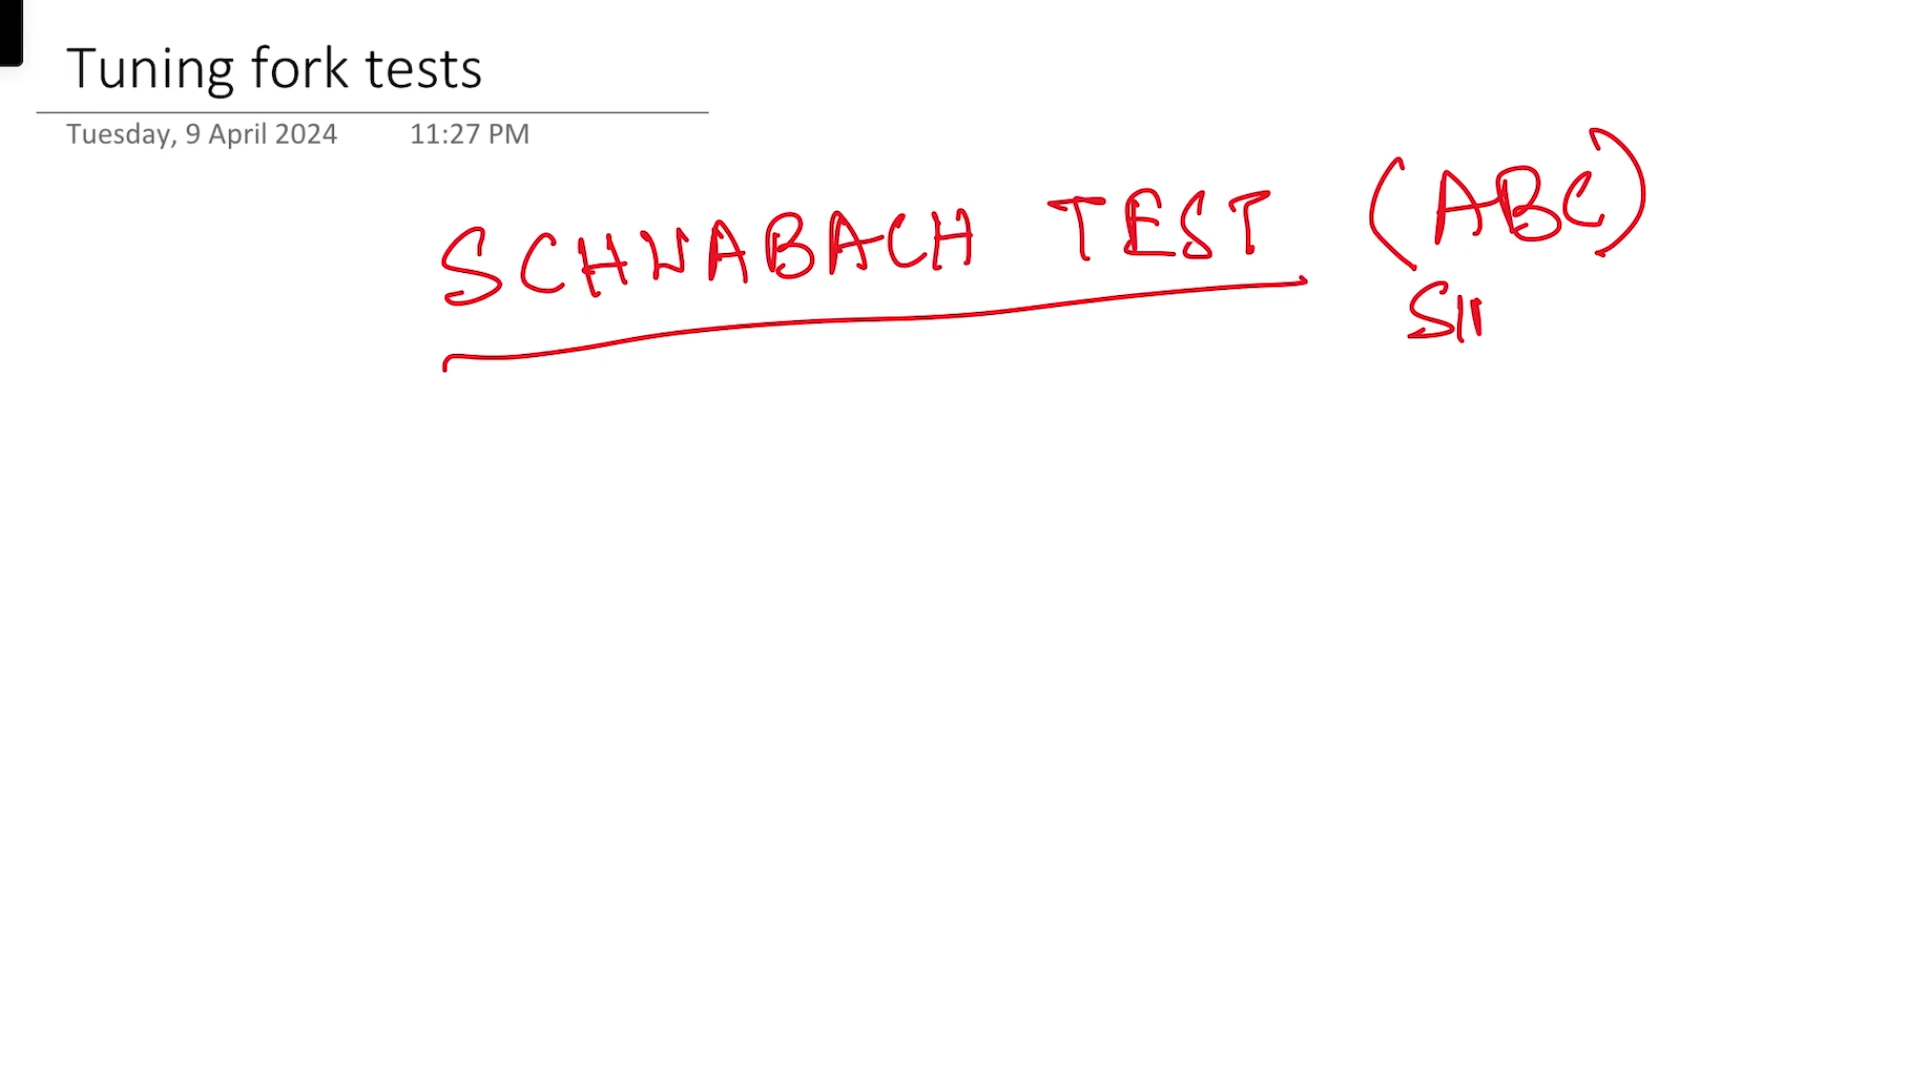 Tuning fork tests
Tuesday, 9 April 2024 11:27 PM
SCHWABACH TEST (ABC)